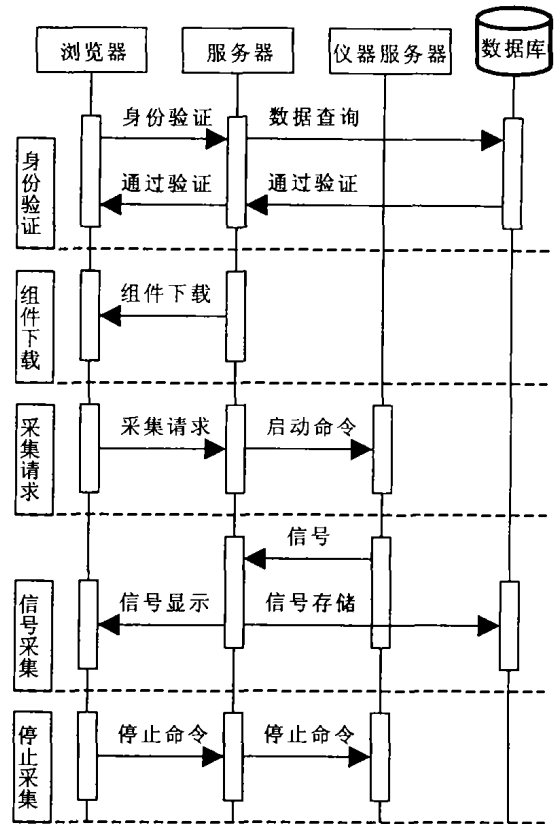 浏览器
服务器
仪器服务器
数据库
身份验证
身份验证
数据查询
通过验证
通过验证
组件下载
组件下载
采集请求
采集请求
启动命令
信号采集
信号
信号显示
信号存储
停止采集
停止命令
停止命令